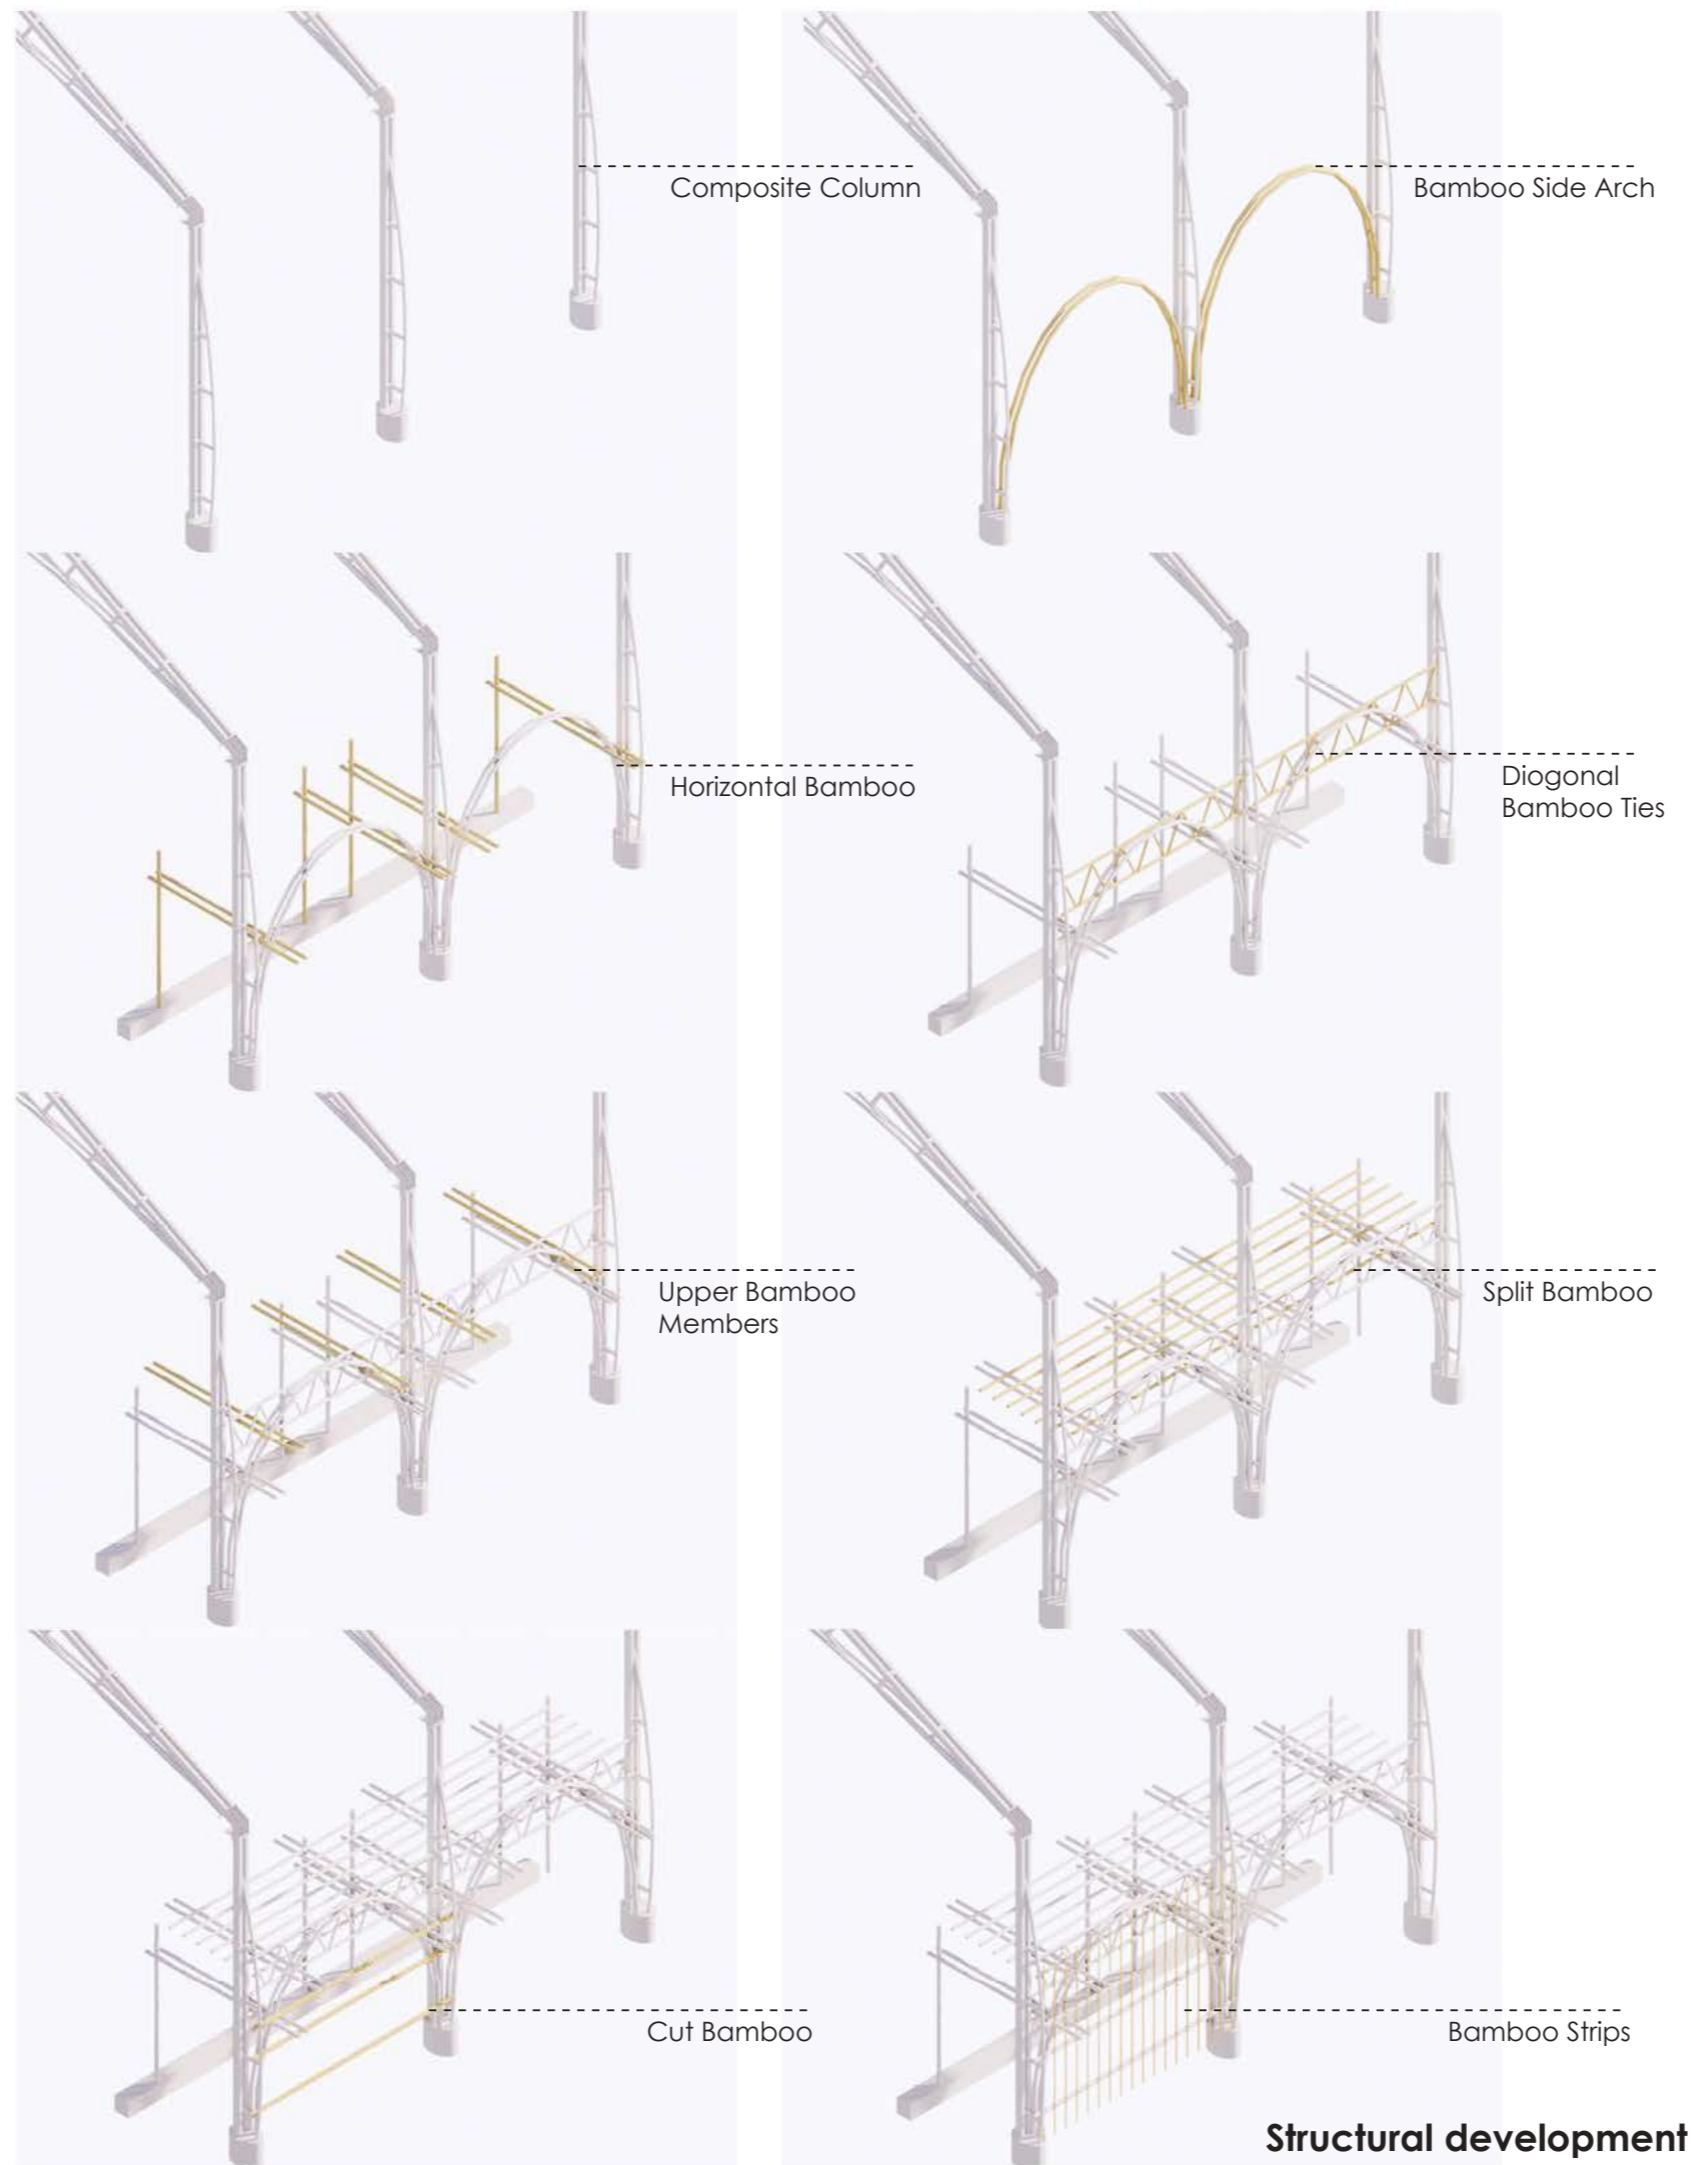 Composite Column
Bamboo Side Arch
Horizontal Bamboo
Diogonal
Bamboo Ties
Upper Bamboo
Members
Split Bamboo
Cut Bamboo
Bamboo Strips
Structural development